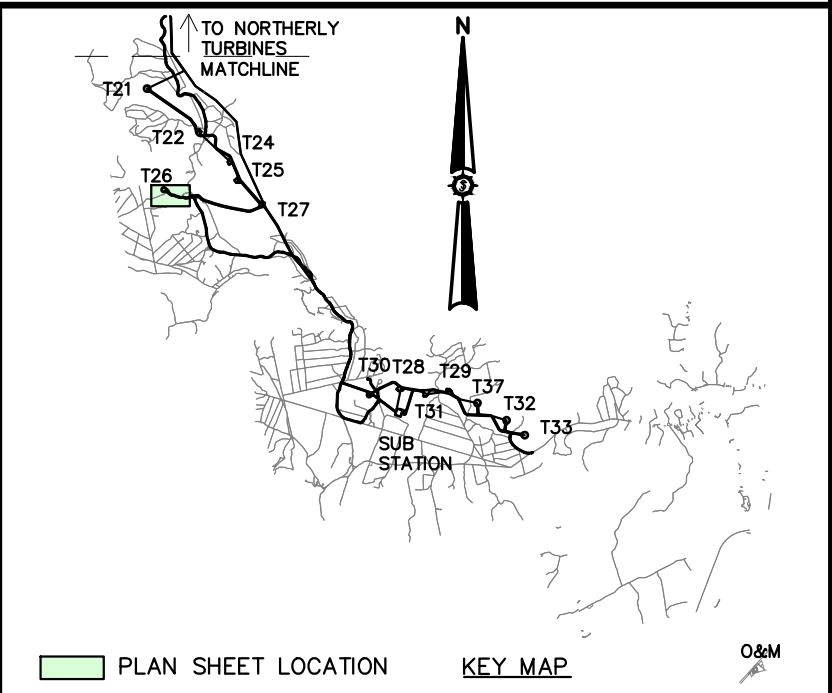 TO NORTHERLY
TURBINES
MATCHLINE
N
T21
T22
T24
T25
T26
T27
T30
T28
T29
T37
T31
T32
T33
SUB
STATION
PLAN SHEET LOCATION
KEY MAP
O&M